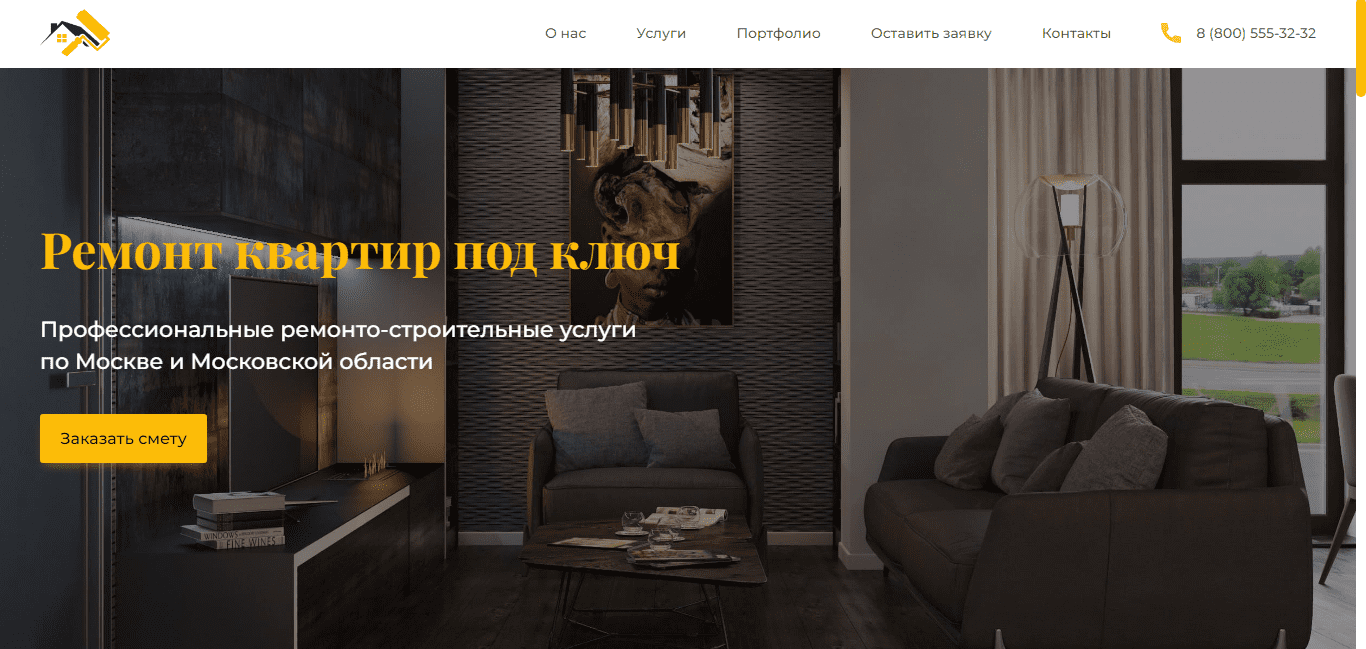 О нас Услуги Портфолио Оставить заявку Контакты 8 (800) 555-32-32
Ремонт квартир под ключ
Профессиональные ремонто-строительные услуги
по Москве и Московской области
Заказать смету
WINDOWS
FINE WINES